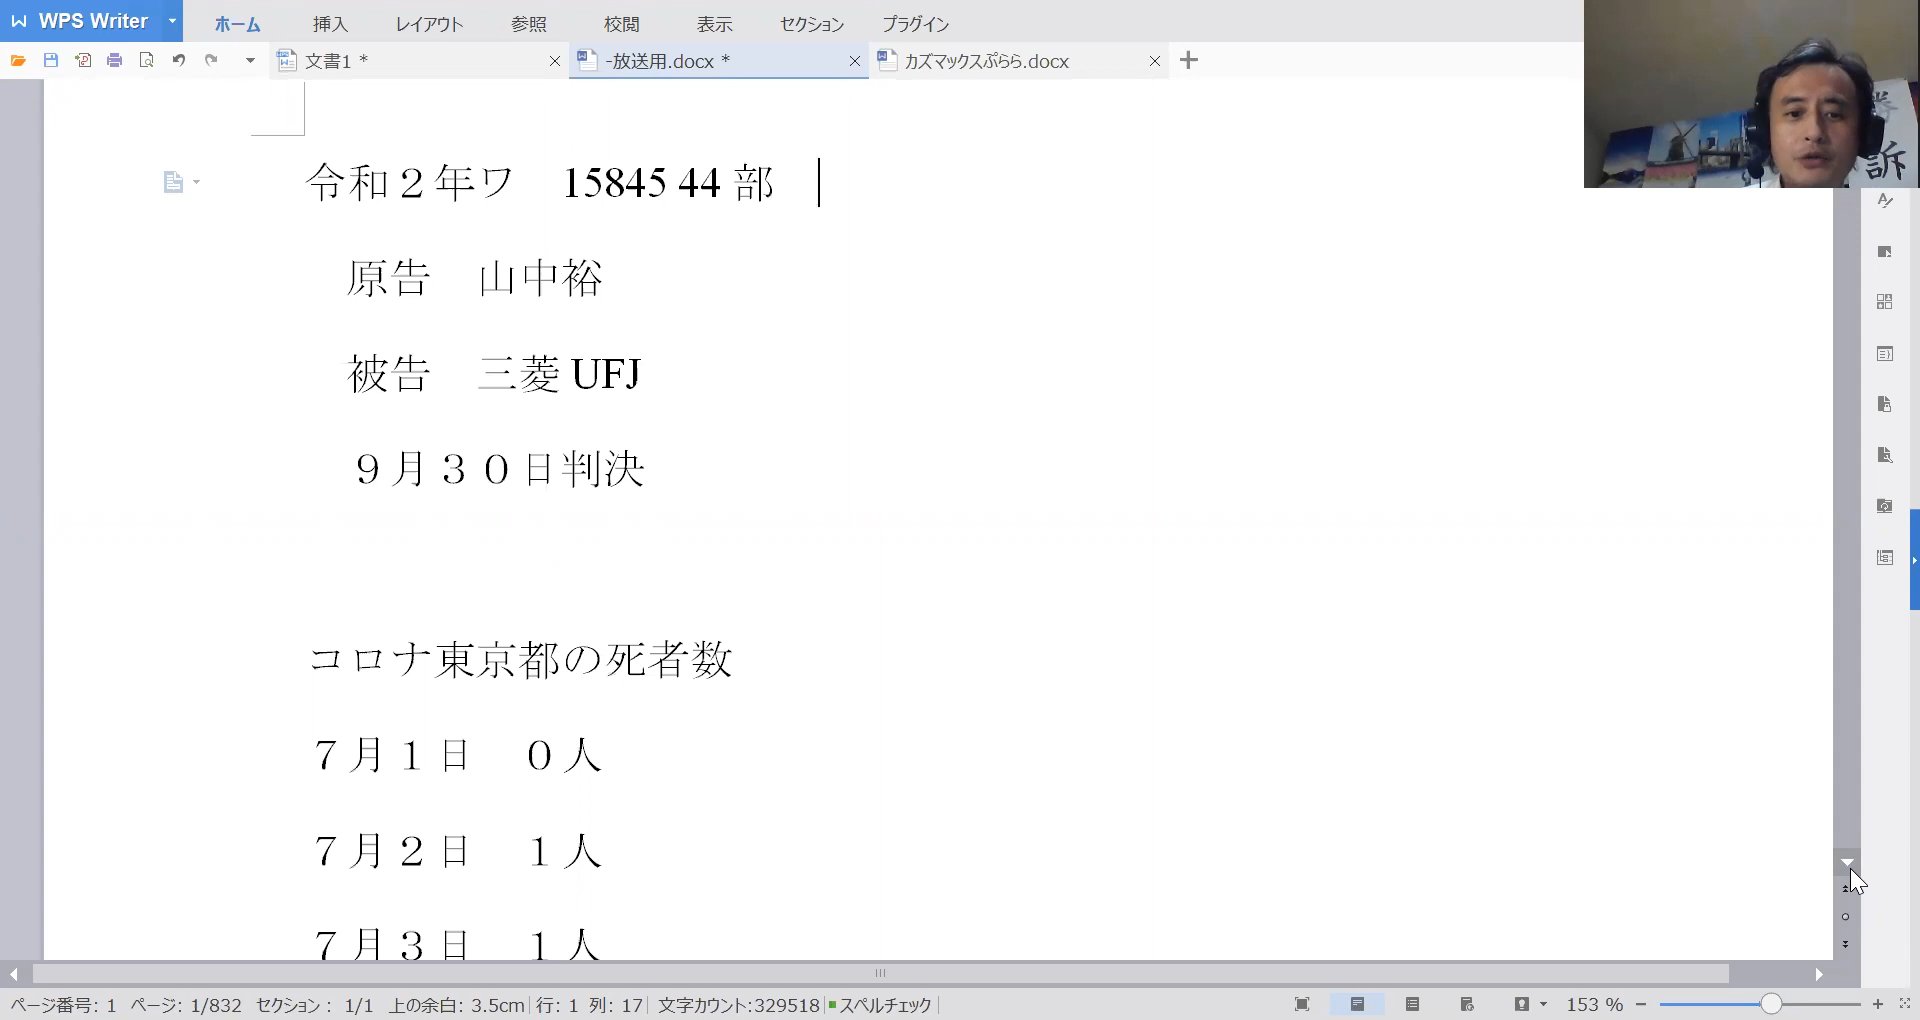 WPS Writer
ホーム 挿入 レイアウト 参照 校閲 表示 セクション プラグイン
文書1 * -放送用.docx * カズマックスぷらら.docx
令和２年ワ　15845 44 部
原告　山中裕
被告　三菱 UFJ
９月３０日判決
コロナ東京都の死者数
７月１日　０人
７月２日　１人
７月３日　１人
訴
ページ番号: 1 ページ: 1/832 セクション： 1/1 上の余白: 3.5cm 行: 1 列: 17 文字カウント:329518 スペルチェック 153 %